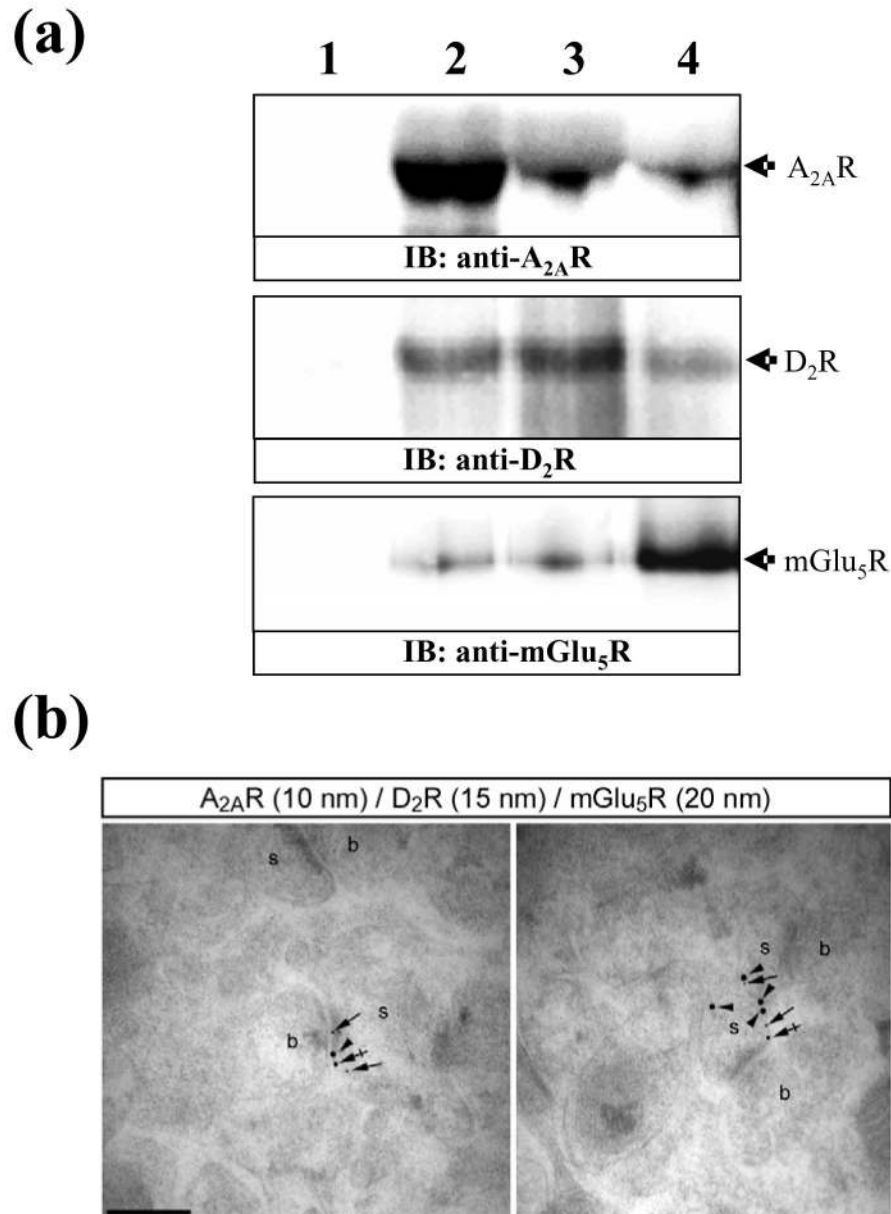 (a)
1 2 3 4
A2AR
IB: anti-A2AR
D2R
IB: anti-D2R
mGlu5R
IB: anti-mGlu5R
(b)
A2AR (10 nm) / D2R (15 nm) / mGlu5R (20 nm)
s b
b s
s b
s
b